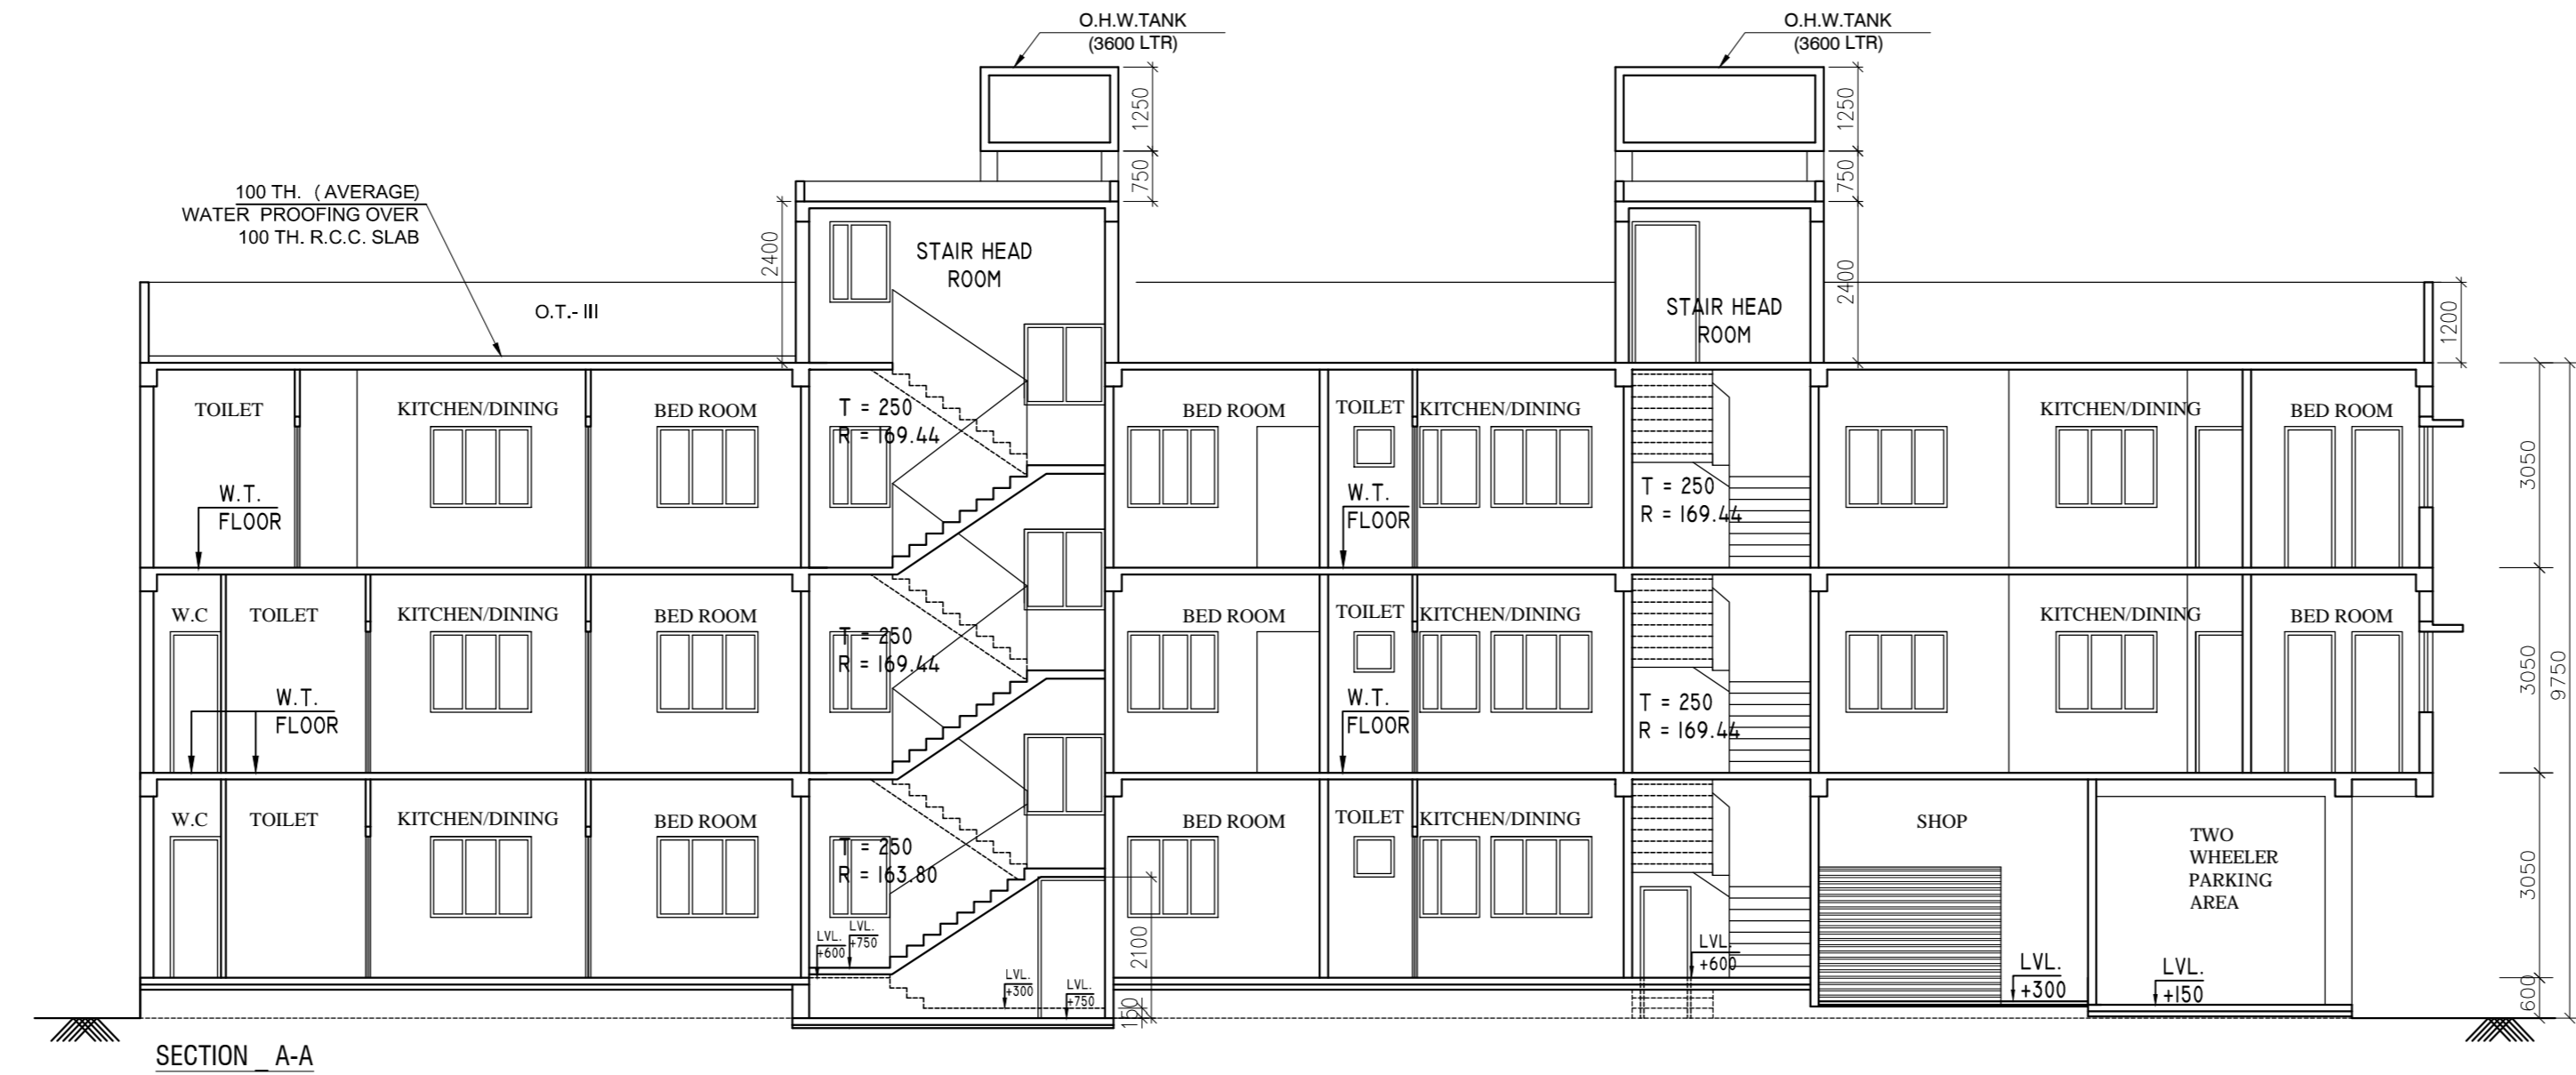 O.H.W.TANK
(3600 LTR)
O.H.W.TANK
(3600 LTR)
1250
750
1250
750
100 TH. ( AVERAGE)
WATER PROOFING OVER
100 TH. R.C.C. SLAB
2400
STAIR HEAD
ROOM
2400
STAIR HEAD
ROOM
O.T.- III
1200
TOILET
KITCHEN/DINING
BED ROOM
T = 250
R = 169.44
BED ROOM
TOILET
KITCHEN/DINING
T = 250
R = 169.44
KITCHEN/DINING
BED ROOM
3050
W.T.
FLOOR
W.T.
FLOOR
W.C
TOILET
KITCHEN/DINING
BED ROOM
T = 250
R = 169.44
BED ROOM
TOILET
KITCHEN/DINING
T = 250
R = 169.44
KITCHEN/DINING
BED ROOM
3050
9750
W.T.
FLOOR
W.T.
FLOOR
W.C
TOILET
KITCHEN/DINING
BED ROOM
T = 250
R = 163.80
BED ROOM
TOILET
KITCHEN/DINING
SHOP
TWO
WHEELER
PARKING
AREA
3050
LVL.
+600
LVL.
+750
2100
LVL.
+300
LVL.
+750
150
LVL.
+600
LVL.
+300
LVL.
+150
600
SECTION _ A-A